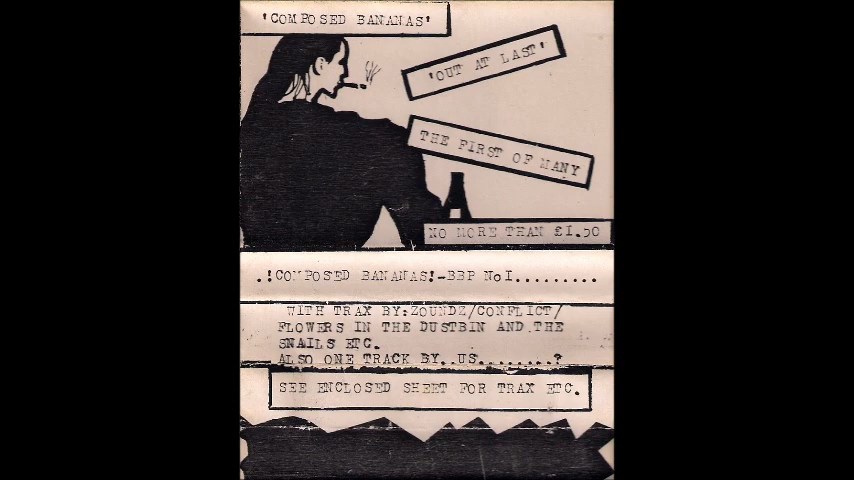 'COMPOSED BANANAS'
'OUT AT LAST'
THE FIRST OF MANY
NO MORE THAN £1.50
.!COMPOSED BANANAS!-BBP No1.........
WITH TRAX BY:ZOUNDZ/CONFLICT/
FLOWERS IN THE DUSTBIN AND THE
SNAILS ETC.
ALSO ONE TRACK BY..US........?
SEE ENCLOSED SHEET FOR TRAX ETC.